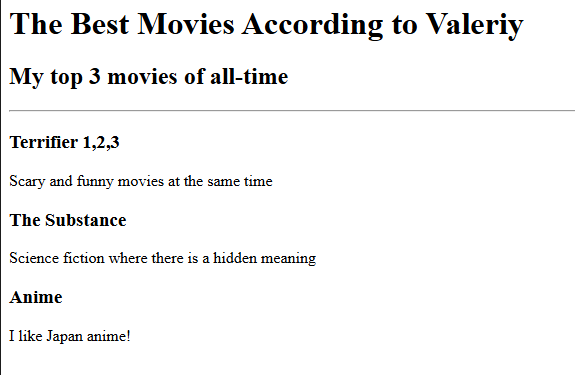 The Best Movies According to Valeriy
My top 3 movies of all-time
Terrifier 1,2,3
Scary and funny movies at the same time
The Substance
Science fiction where there is a hidden meaning
Anime
I like Japan anime!